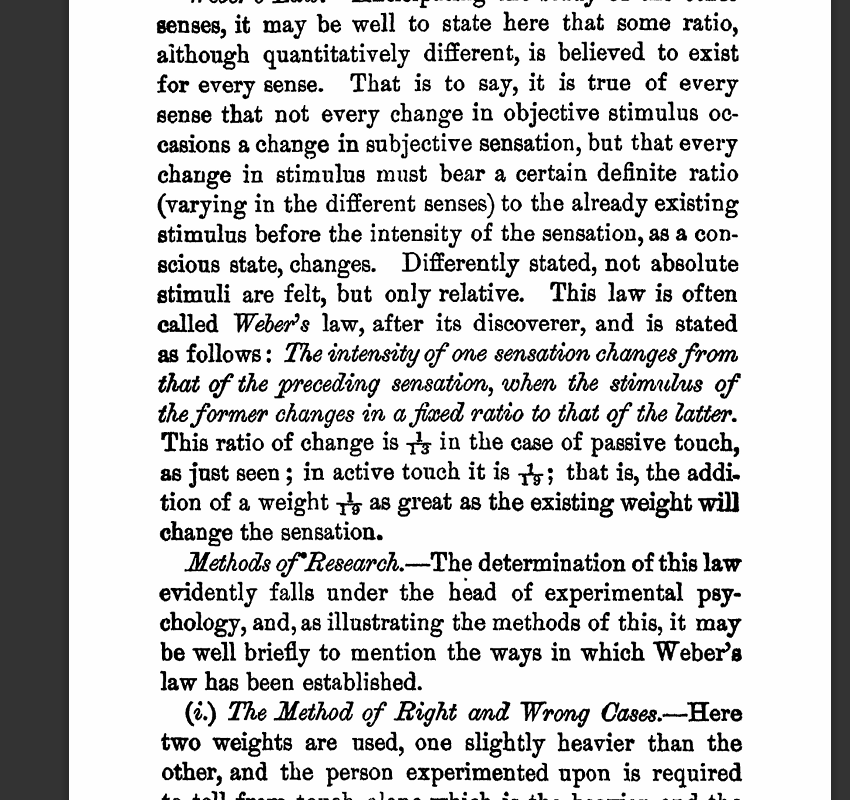 senses, it may be well to state here that some ratio,
although quantitatively different, is believed to exist
for every sense. That is to say, it is true of every
sense that not every change in objective stimulus oc-
casions a change in subjective sensation, but that every
change in stimulus must bear a certain definite ratio
(varying in the different senses) to the already existing
stimulus before the intensity of the sensation, as a con-
scious state, changes. Differently stated, not absolute
stimuli are felt, but only relative. This law is often
called Weber's law, after its discoverer, and is stated
as follows: The intensity of one sensation changes from
that of the preceding sensation, when the stimulus of
the former changes in a fixed ratio to that of the latter.
This ratio of change is 1/13 in the case of passive touch,
as just seen; in active touch it is 1/19; that is, the addi-
tion of a weight 1/19 as great as the existing weight will
change the sensation.
Methods of Research.—The determination of this law
evidently falls under the head of experimental psy-
chology, and, as illustrating the methods of this, it may
be well briefly to mention the ways in which Weber's
law has been established.
(i.) The Method of Right and Wrong Cases.—Here
two weights are used, one slightly heavier than the
other, and the person experimented upon is required